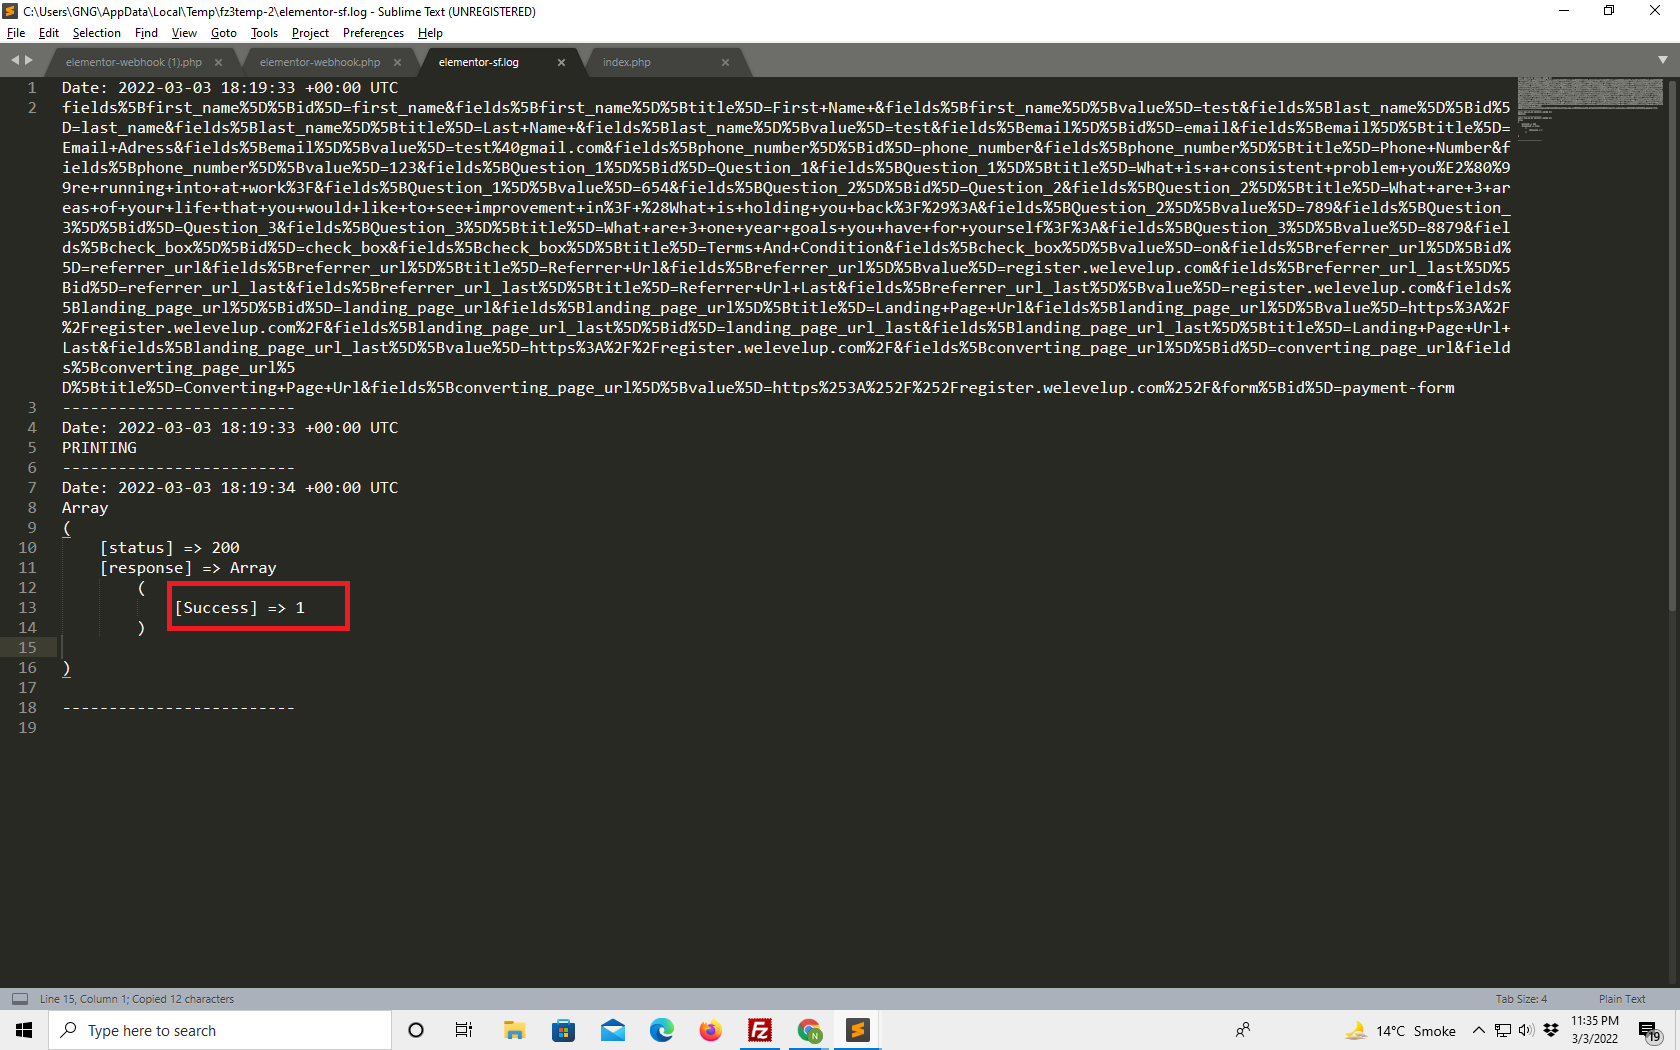 C:\Users\GNG\AppData\Local\Temp\fz3temp-2\elementor-sf.log - Sublime Text (UNREGISTERED)
File Edit Selection Find View Goto Tools Project Preferences Help
elementor-webhook (1).php elementor-webhook.php elementor-sf.log index.php
1 Date: 2022-03-03 18:19:33 +00:00 UTC
2 fields%5Bfirst_name%5D%5Bid%5D=first_name&fields%5Bfirst_name%5D%5Btitle%5D=First+Name+&fields%5Bfirst_name%5D%5Bvalue%5D=test&fields%5Blast_name%5D%5Bid%5
D=last_name&fields%5Blast_name%5D%5Btitle%5D=Last+Name+&fields%5Blast_name%5D%5Bvalue%5D=test&fields%5Bemail%5D%5Bid%5D=email&fields%5Bemail%5D%5Btitle%5D=
Email+Adress&fields%5Bemail%5D%5Bvalue%5D=test%40gmail.com&fields%5Bphone_number%5D%5Bid%5D=phone_number&fields%5Bphone_number%5D%5Btitle%5D=Phone+Number&f
ields%5Bphone_number%5D%5Bvalue%5D=123&fields%5BQuestion_1%5D%5Bid%5D=Question_1&fields%5BQuestion_1%5D%5Btitle%5D=What+is+a+consistent+problem+you%E2%80%9
9re+running+into+at+work%3F&fields%5BQuestion_1%5D%5Bvalue%5D=654&fields%5BQuestion_2%5D%5Bid%5D=Question_2&fields%5BQuestion_2%5D%5Btitle%5D=What+are+3+ar
eas+of+your+life+that+you+would+like+to+see+improvement+in%3F+%28What+is+holding+you+back%3F%29%3A&fields%5BQuestion_2%5D%5Bvalue%5D=789&fields%5BQuestion_
3%5D%5Bid%5D=Question_3&fields%5BQuestion_3%5D%5Btitle%5D=What+are+3+one+year+goals+you+have+for+yourself%3F%3A&fields%5BQuestion_3%5D%5Bvalue%5D=8879&fiel
ds%5Bcheck_box%5D%5Bid%5D=check_box&fields%5Bcheck_box%5D%5Btitle%5D=Terms+And+Condition&fields%5Bcheck_box%5D%5Bvalue%5D=on&fields%5Breferrer_url%5D%5Bid%
5D=referrer_url&fields%5Breferrer_url%5D%5Btitle%5D=Referrer+Url&fields%5Breferrer_url%5D%5Bvalue%5D=register.welevelup.com&fields%5Breferrer_url_last%5D%5
Bid%5D=referrer_url_last&fields%5Breferrer_url_last%5D%5Btitle%5D=Referrer+Url+Last&fields%5Breferrer_url_last%5D%5Bvalue%5D=register.welevelup.com&fields%
5Blanding_page_url%5D%5Bid%5D=landing_page_url&fields%5Blanding_page_url%5D%5Btitle%5D=Landing+Page+Url&fields%5Blanding_page_url%5D%5Bvalue%5D=https%3A%2F
%2Fregister.welevelup.com%2F&fields%5Blanding_page_url_last%5D%5Bid%5D=landing_page_url_last&fields%5Blanding_page_url_last%5D%5Btitle%5D=Landing+Page+Url+
Last&fields%5Blanding_page_url_last%5D%5Bvalue%5D=https%3A%2F%2Fregister.welevelup.com%2F&fields%5Bconverting_page_url%5D%5Bid%5D=converting_page_url&field
s%5Bconverting_page_url%5
D%5Btitle%5D=Converting+Page+Url&fields%5Bconverting_page_url%5D%5Bvalue%5D=https%253A%252F%252Fregister.welevelup.com%252F&form%5Bid%5D=payment-form
3 -------------------------
4 Date: 2022-03-03 18:19:33 +00:00 UTC
5 PRINTING
6 -------------------------
7 Date: 2022-03-03 18:19:34 +00:00 UTC
8 Array
9 (
10 [status] => 200
11 [response] => Array
12 (
13 [Success] => 1
14 )
15
16 )
17
18 -------------------------
19
Line 15, Column 1; Copied 12 characters Tab Size: 4 Plain Text
Type here to search 14°C Smoke 11:35 PM
3/3/2022
19